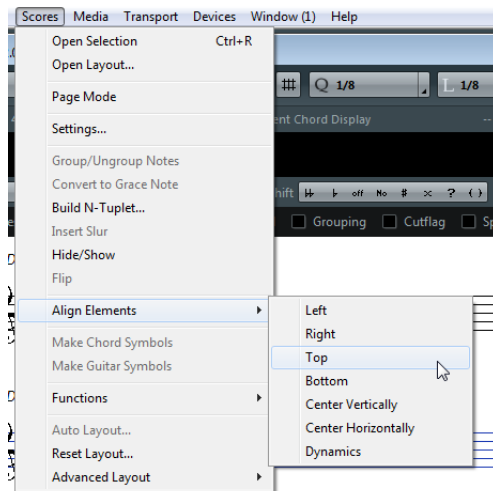 Scores Media Transport Devices Window (1) Help
Open Selection Ctrl+R
Open Layout...
Page Mode
Q 1/8 L 1/8
Settings...
ent Chord Display --
Group/Ungroup Notes
Convert to Grace Note
hift off No # × ? ( )
Build N-Tuplet...
Insert Slur
Grouping Cutflag Sp
Hide/Show
Flip
Align Elements
Left
Right
Make Chord Symbols
Make Guitar Symbols
Top
Bottom
Functions
Center Vertically
Auto Layout...
Center Horizontally
Reset Layout...
Dynamics
Advanced Layout